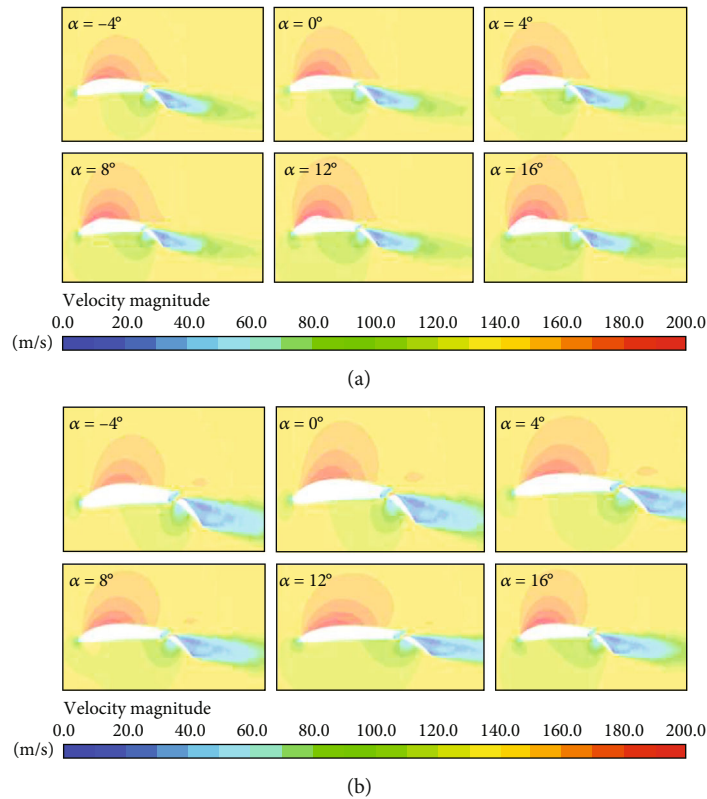 α = –4°
α = 0°
α = 4°
α = 8°
α = 12°
α = 16°
Velocity magnitude
0.0 20.0 40.0 60.0 80.0 100.0 120.0 140.0 160.0 180.0 200.0
(m/s)
(a)
α = –4°
α = 0°
α = 4°
α = 8°
α = 12°
α = 16°
Velocity magnitude
0.0 20.0 40.0 60.0 80.0 100.0 120.0 140.0 160.0 180.0 200.0
(m/s)
(b)